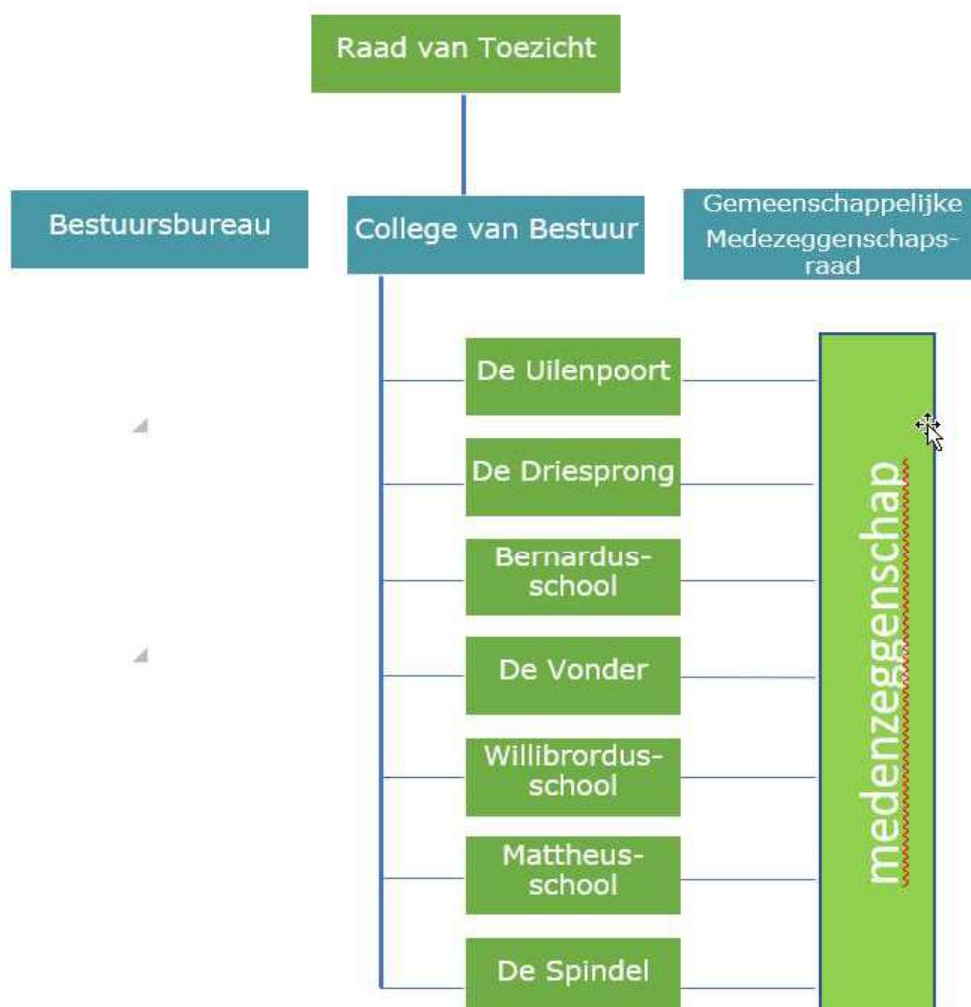 Raad van Toezicht
Bestuursbureau
College van Bestuur
Gemeenschappelijke
Medezeggenschaps-
raad
De Uilenpoort
De Driesprong
Bernardus-
school
De Vonder
Willibrordus-
school
Mattheus-
school
De Spindel
medenzeggenschap